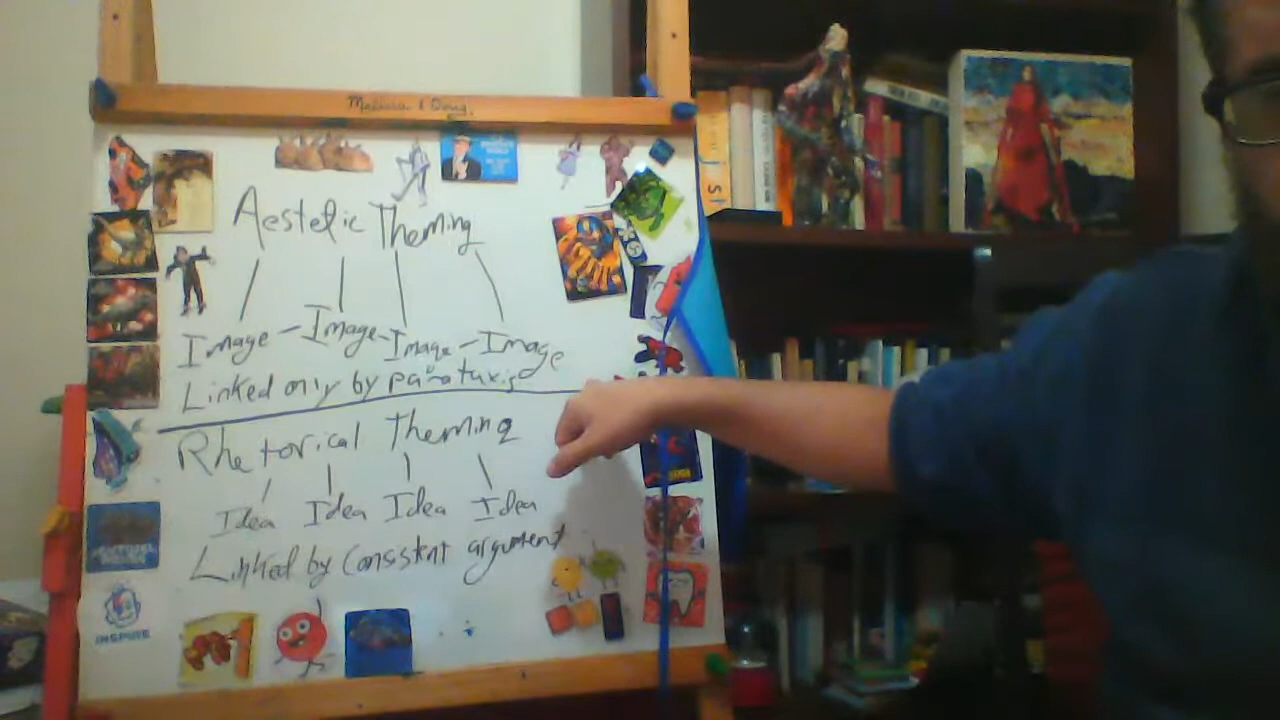 Melissa & Doug
Aestetic Theming
Image - Image - Image - Image
Linked only by parataxis
Rhetorical Theming
Idea Idea Idea Idea
Linked by Consistent argument
INSPIRE